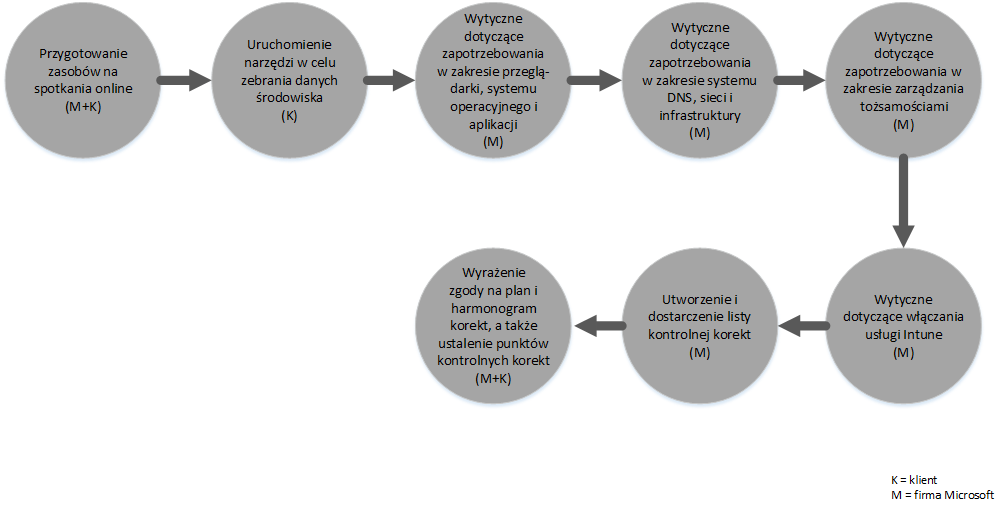 Przygotowanie
zasobów na
spotkania online
(M+K)
Uruchomienie
narzędzi w celu
zebrania danych
środowiska
(K)
Wytyczne
dotyczące
zapotrzebowania
w zakresie przeglą-
darki, systemu
operacyjnego i
aplikacji
(M)
Wytyczne
dotyczące
zapotrzebowania
w zakresie systemu
DNS, sieci i
infrastruktury
(M)
Wytyczne
dotyczące
zapotrzebowania w
zakresie zarządzania
tożsamościami
(M)
Wytyczne
dotyczące włączania
usługi Intune
(M)
Utworzenie i
dostarczenie listy
kontrolnej korekt
(M)
Wyrażenie
zgody na plan i
harmonogram
korekt, a także
ustalenie punktów
kontrolnych korekt
(M+K)
K = klient
M = firma Microsoft